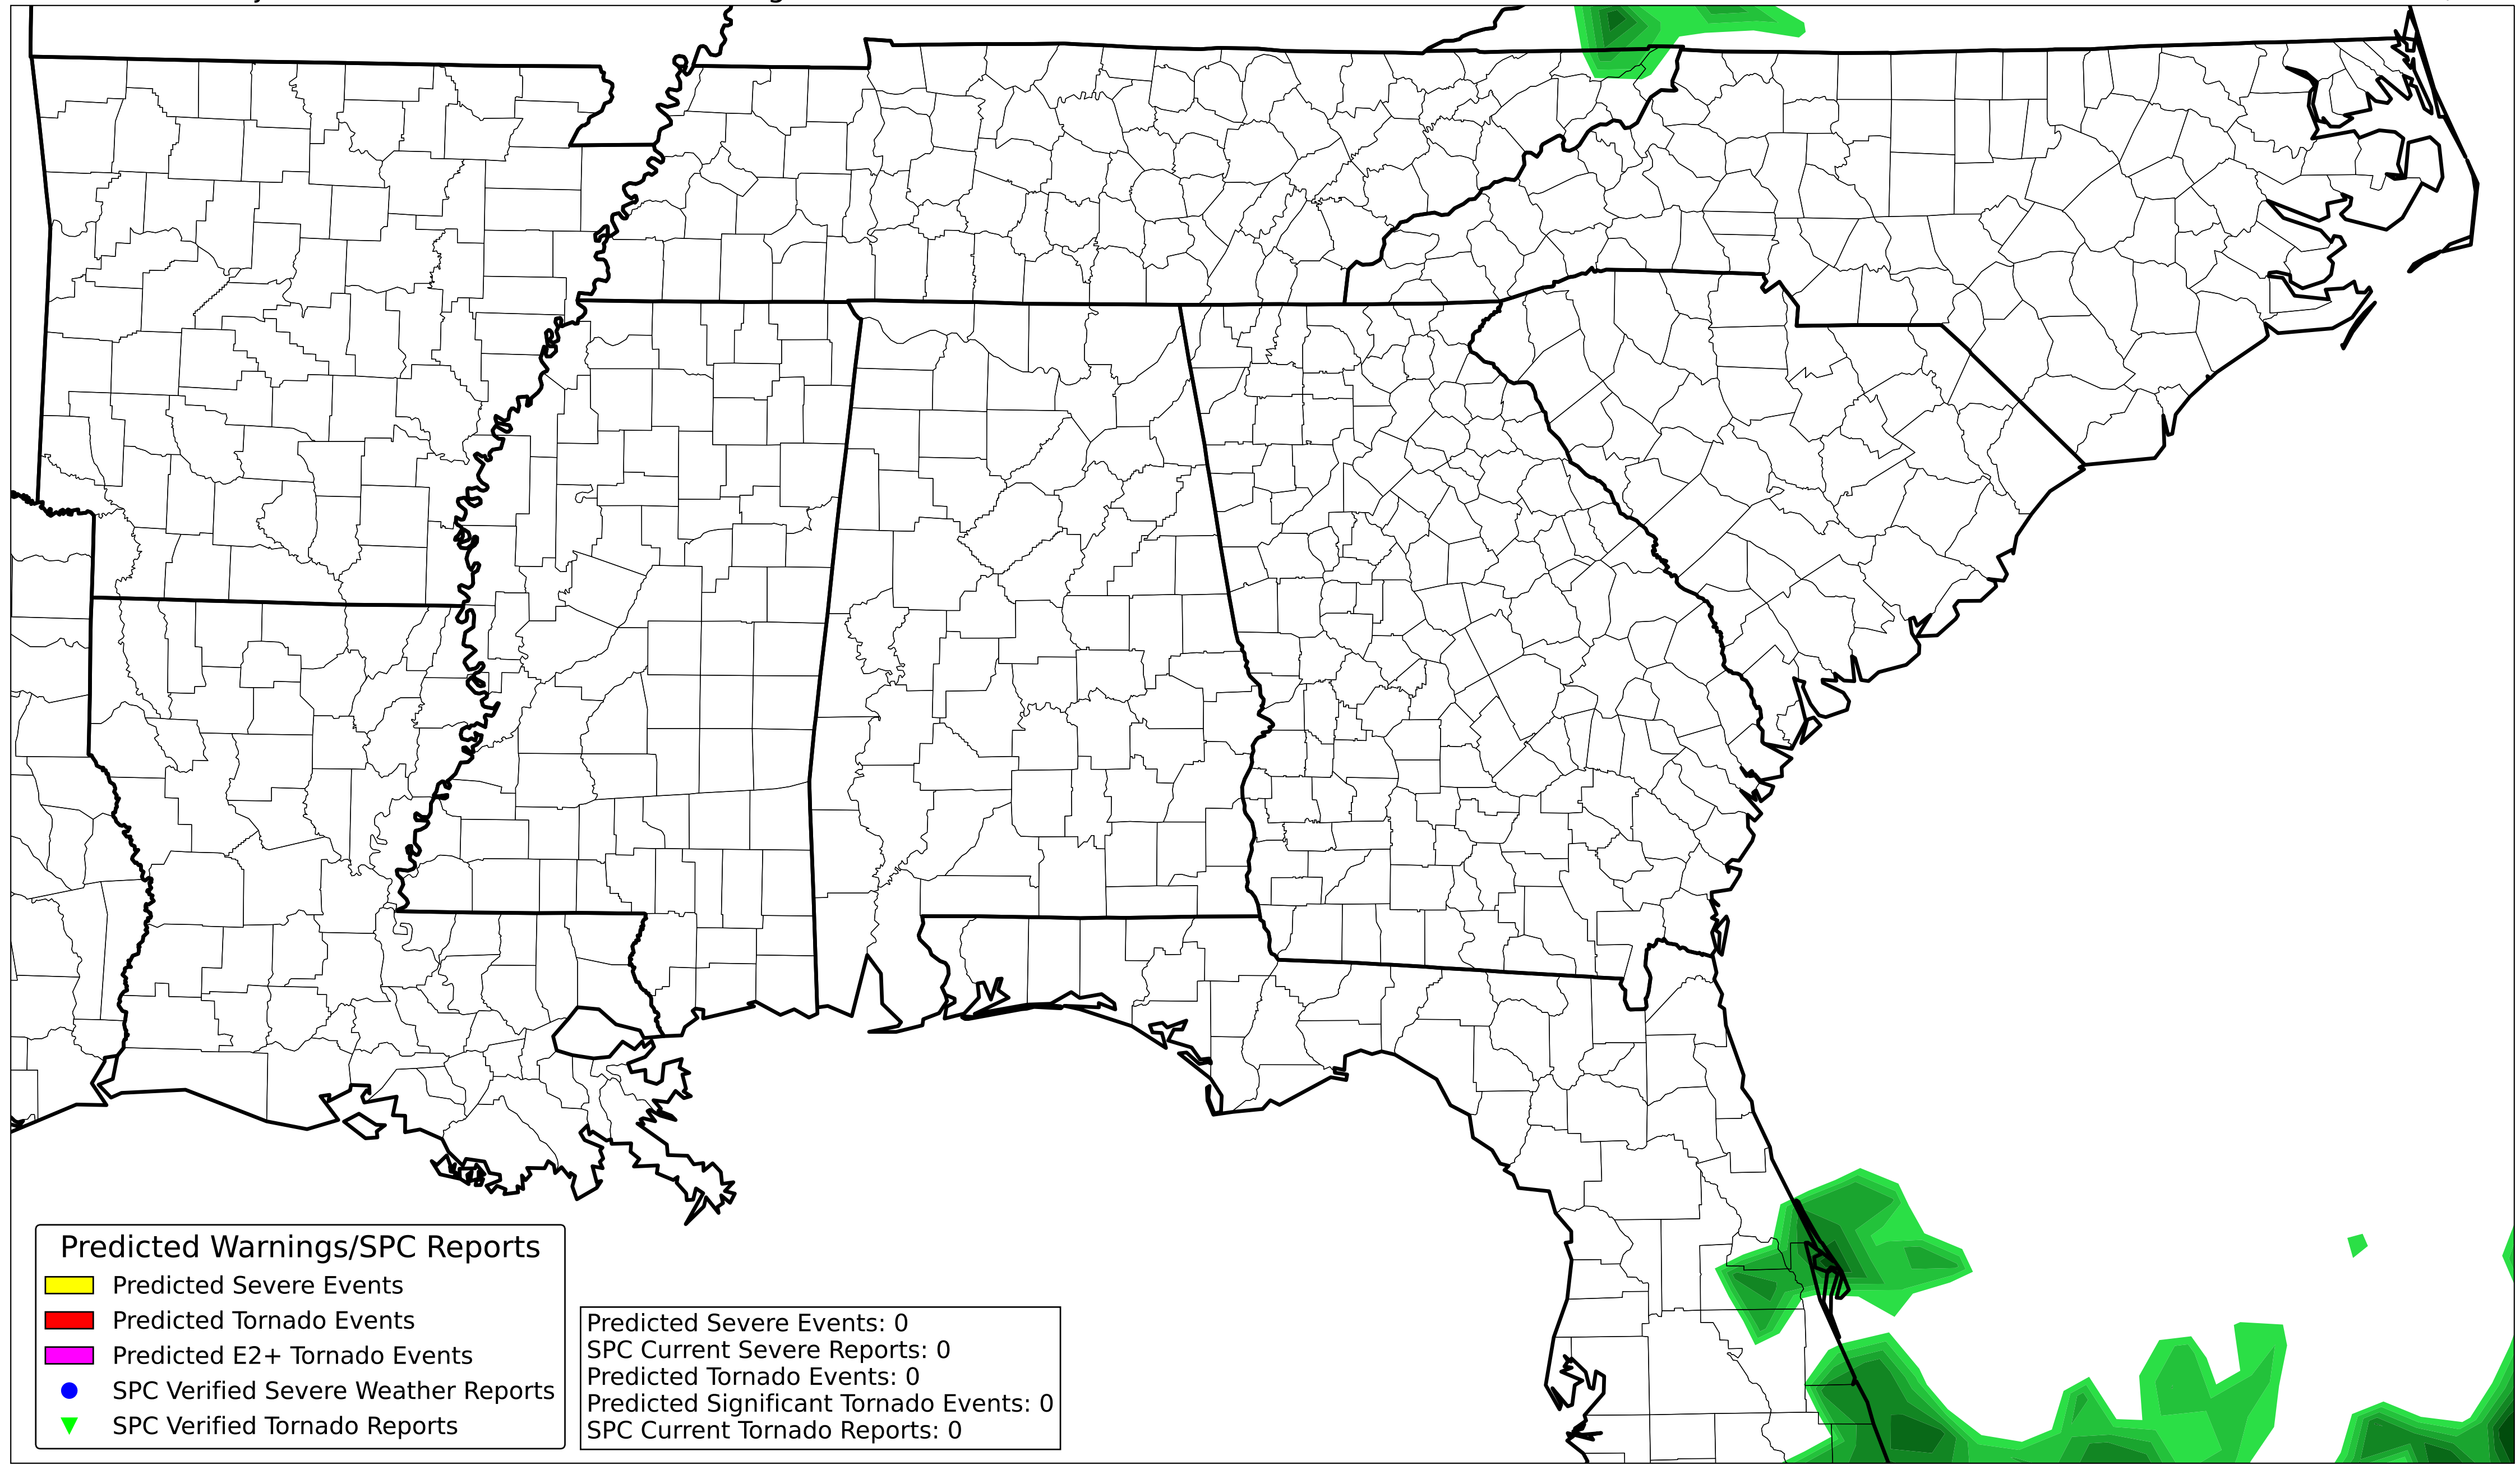 Predicted Warnings/SPC Reports
Predicted Severe Events
Predicted Tornado Events
Predicted E2+ Tornado Events
SPC Verified Severe Weather Reports
SPC Verified Tornado Reports
Predicted Severe Events: 0
SPC Current Severe Reports: 0
Predicted Tornado Events: 0
Predicted Significant Tornado Events: 0
SPC Current Tornado Reports: 0